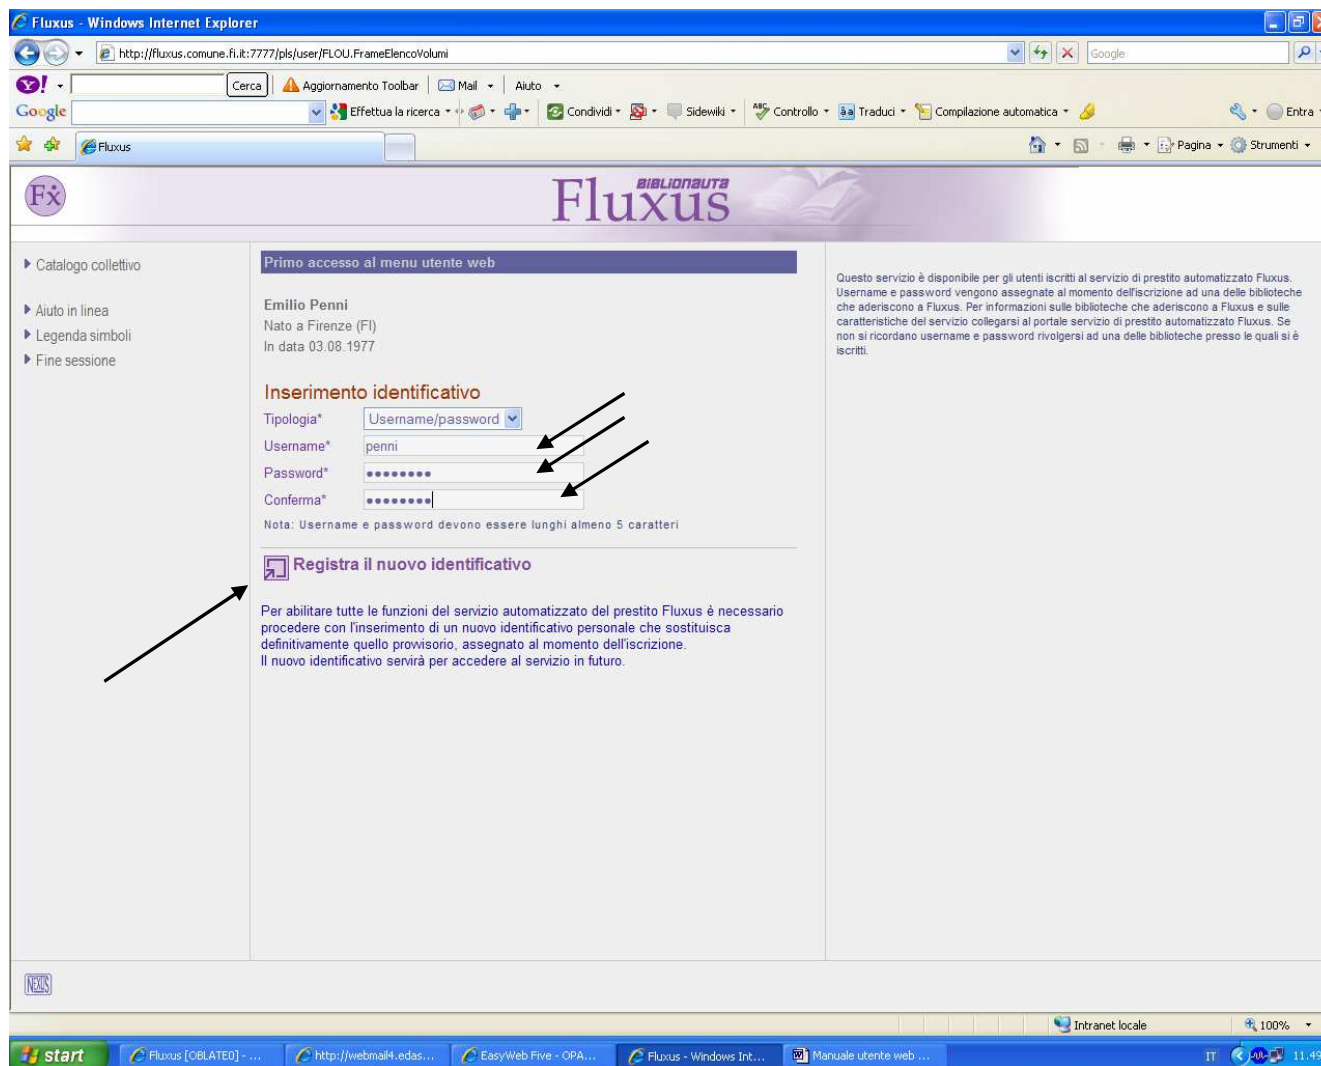 Fluxus - Windows Internet Explorer
http://fluxus.comune.fi.it:7777/pls/user/FLOU.FrameElencoVolumi
Google
Y! Cerca Aggiornamento Toolbar Mail Aiuto
Google Effettua la ricerca Condividi Sidewiki ABC Controllo Traduci Compilazione automatica Entra
Fluxus
Pagina Strumenti
Fẋ
BIBLIONAUTA
Fluxus
Catalogo collettivo
Aiuto in linea
Legenda simboli
Fine sessione
Primo accesso al menu utente web
Emilio Penni
Nato a Firenze (FI)
In data 03.08.1977
Inserimento identificativo
Tipologia* Username/password
Username* penni
Password* ••••••••
Conferma* ••••••••
Nota: Username e password devono essere lunghi almeno 5 caratteri
Registra il nuovo identificativo
Per abilitare tutte le funzioni del servizio automatizzato del prestito Fluxus è necessario
procedere con l'inserimento di un nuovo identificativo personale che sostituisca
definitivamente quello provvisorio, assegnato al momento dell'iscrizione.
Il nuovo identificativo servirà per accedere al servizio in futuro.
Questo servizio è disponibile per gli utenti iscritti al servizio di prestito automatizzato Fluxus.
Username e password vengono assegnate al momento dell'iscrizione ad una delle biblioteche
che aderiscono a Fluxus. Per informazioni sulle biblioteche che aderiscono a Fluxus e sulle
caratteristiche del servizio collegarsi al portale servizio di prestito automatizzato Fluxus. Se
non si ricordano username e password rivolgersi ad una delle biblioteche presso le quali si è
iscritti.
NEXUS
Intranet locale 100%
start Fluxus [OBLATE0] - ... http://webmail4.edas... EasyWeb Five - OPA... Fluxus - Windows Int... Manuale utente web ... IT 11.49